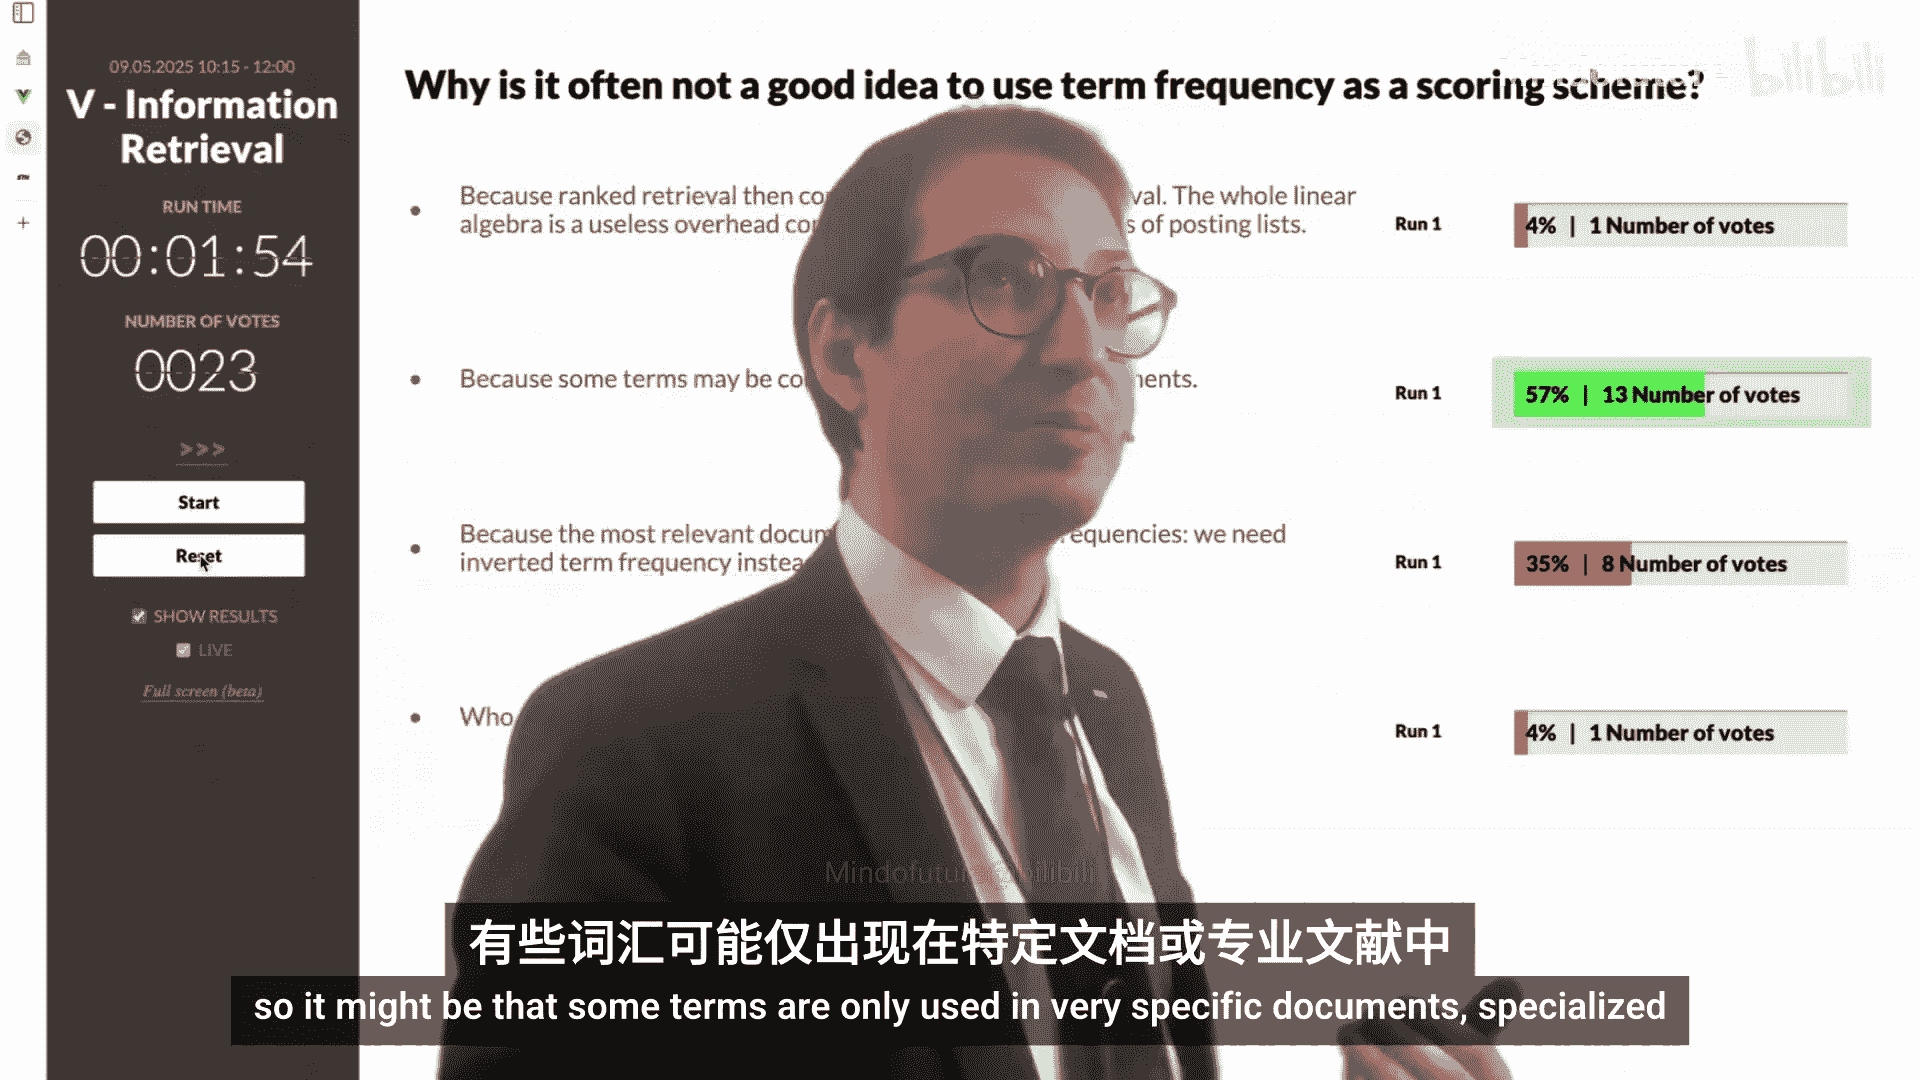 09.05.2025 10:15 - 12:00
V - Information
Retrieval
RUN TIME
00:01:54
NUMBER OF VOTES
0023
>>>
Start
Reset
SHOW RESULTS
LIVE
Full screen (beta)
bilibili
Why is it often not a good idea to use term frequency as a scoring scheme?
Because ranked retrieval then val. The whole linear
algebra is a useless overhead s of posting lists.
Run 1
4% | 1 Number of votes
Because some terms may be
Run 1
57% | 13 Number of votes
Because the most relevant equencies: we need
inverted term frequency
Run 1
35% | 8 Number of votes
Who
Run 1
4% | 1 Number of votes
有些词汇可能仅出现在特定文档或专业文献中
so it might be that some terms are only used in very specific documents, specialized